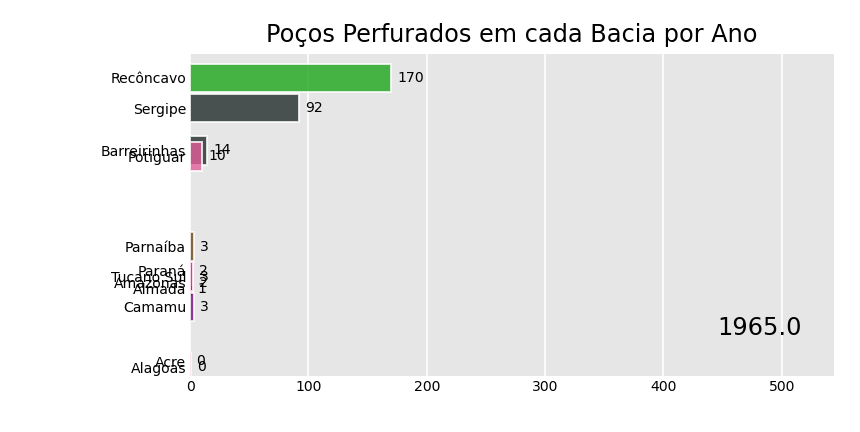 Poços Perfurados em cada Bacia por Ano
Recôncavo 170
Sergipe 92
Barreirinhas 14
Potiguar 10
Parnaíba 3
Paraná 2
Tucano Sul 3
Amazonas 2
Almada 1
Camamu 3
1965.0
Acre 0
Alagoas 0
0 100 200 300 400 500